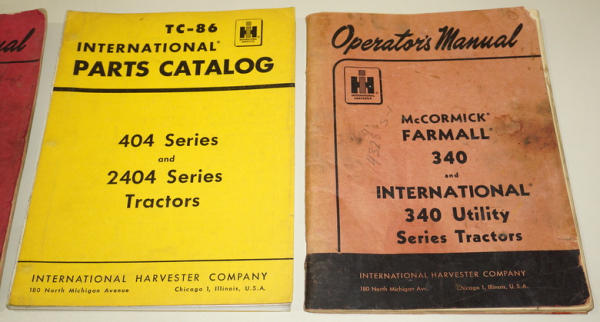 ual
TC-86
INTERNATIONAL®
PARTS CATALOG
404 Series
and
2404 Series
Tractors
INTERNATIONAL HARVESTER COMPANY
180 North Michigan Avenue Chicago 1, Illinois, U.S.A.
Operator's Manual
IH
McCORMICK®
FARMALL®
340
and
INTERNATIONAL®
340 Utility
Series Tractors
INTERNATIONAL HARVESTER COMPANY
180 North Michigan Ave. Chicago 1, Illinois, U.S.A.